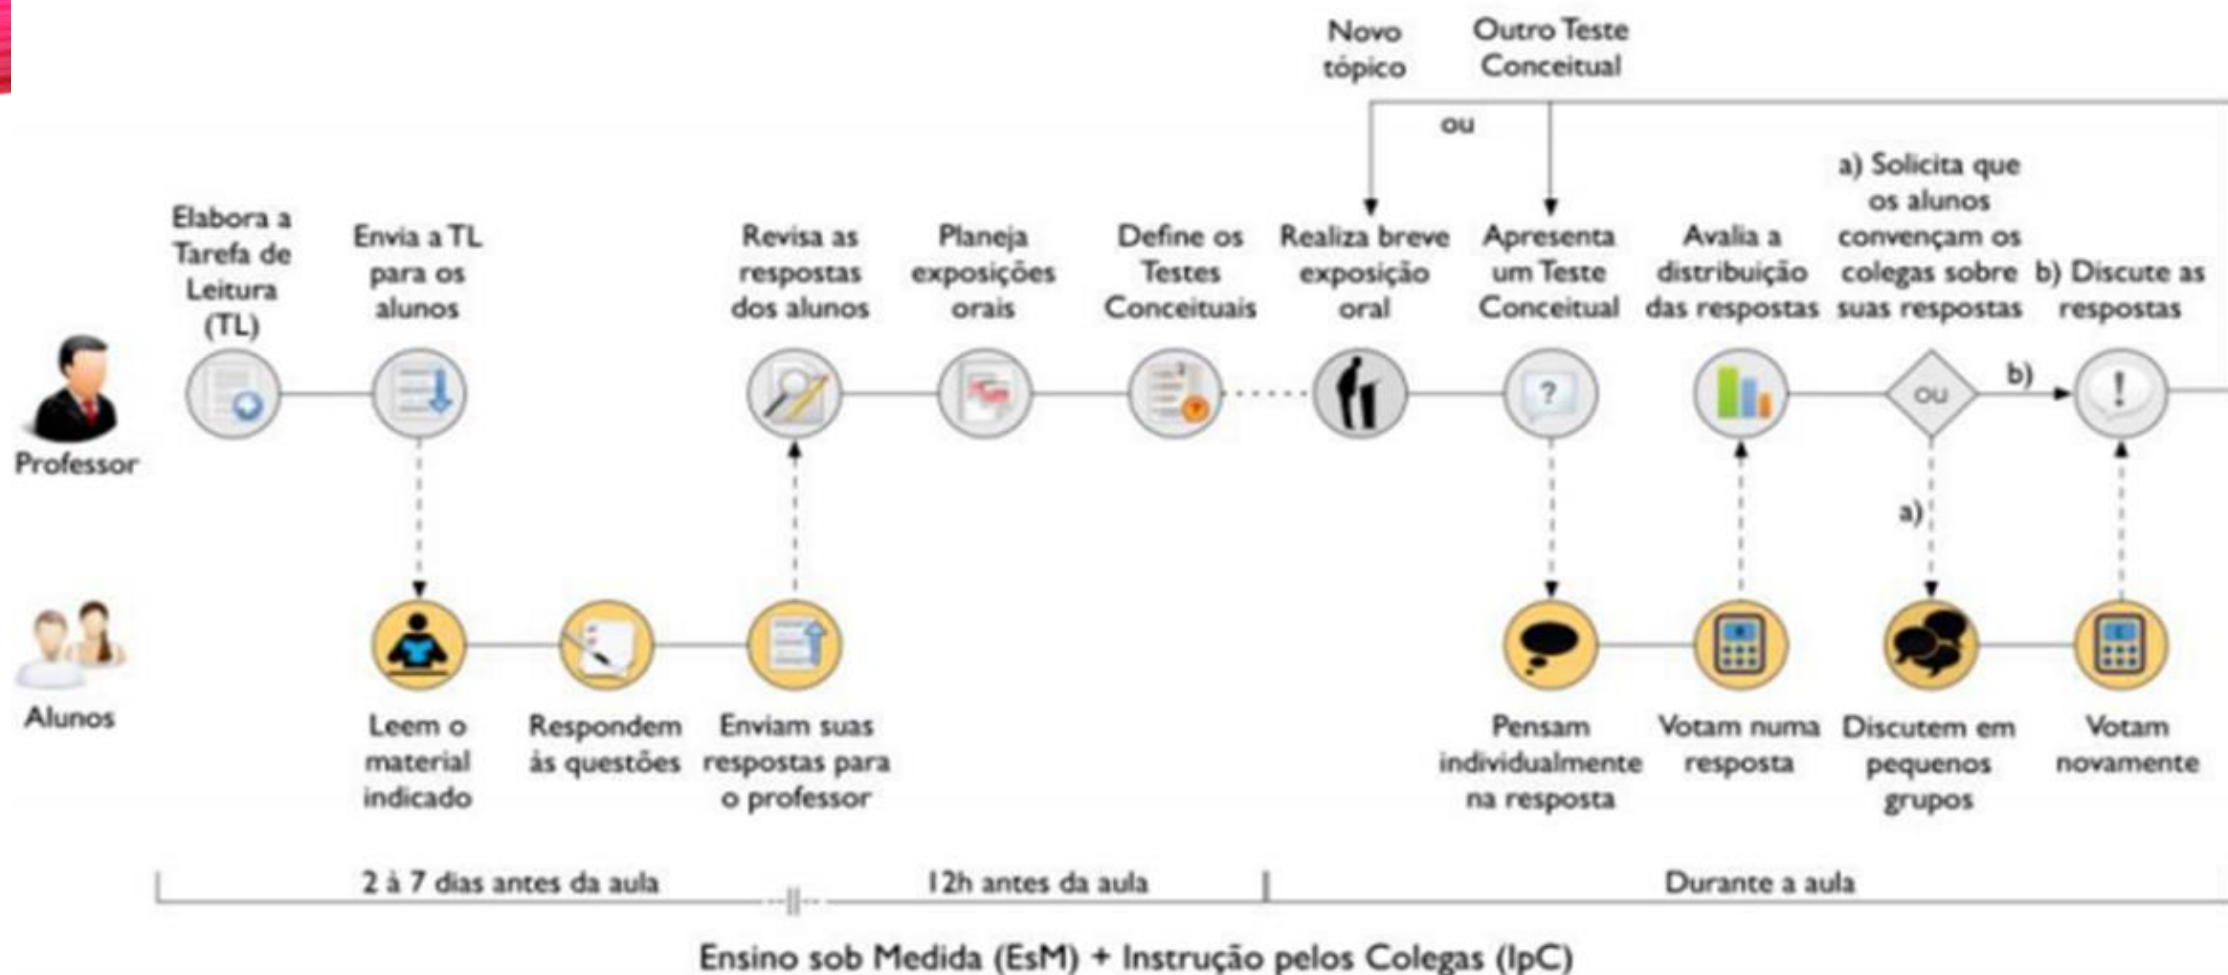 Novo
tópico
Outro Teste
Conceitual
ou
Elabora a
Tarefa de
Leitura
(TL)
Envia a TL
para os
alunos
Revisa as
respostas
dos alunos
Planeja
exposições
orais
Define os
Testes
Conceituais
Realiza breve
exposição
oral
Apresenta
um Teste
Conceitual
Avalia a
distribuição
das respostas
a) Solicita que
os alunos
convençam os
colegas sobre
suas respostas
b) Discute as
respostas
?
ou
b)
!
Professor
a)
Alunos
Leem o
material
indicado
Respondem
às questões
Enviam suas
respostas para
o professor
Pensam
individualmente
na resposta
Votam numa
resposta
Discutem em
pequenos
grupos
Votam
novamente
2 à 7 dias antes da aula
12h antes da aula
Durante a aula
Ensino sob Medida (EsM) + Instrução pelos Colegas (IpC)